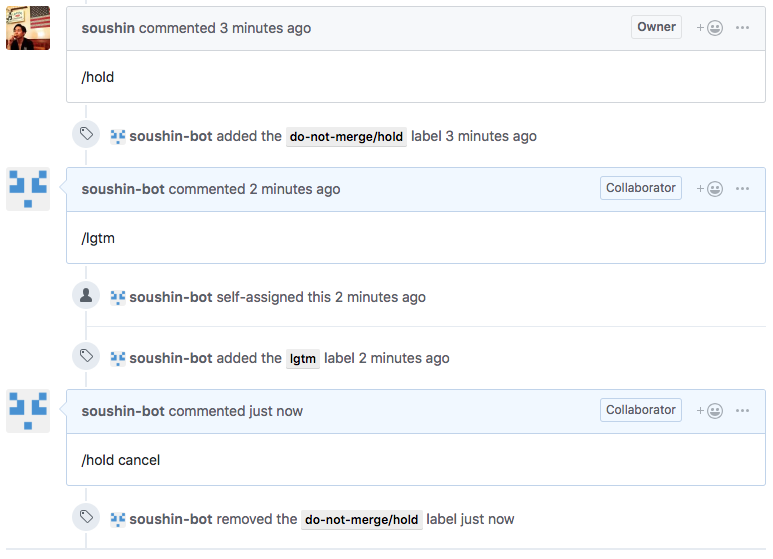 soushin commented 3 minutes ago Owner
/hold
soushin-bot added the do-not-merge/hold label 3 minutes ago
soushin-bot commented 2 minutes ago Collaborator
/lgtm
soushin-bot self-assigned this 2 minutes ago
soushin-bot added the lgtm label 2 minutes ago
soushin-bot commented just now Collaborator
/hold cancel
soushin-bot removed the do-not-merge/hold label just now